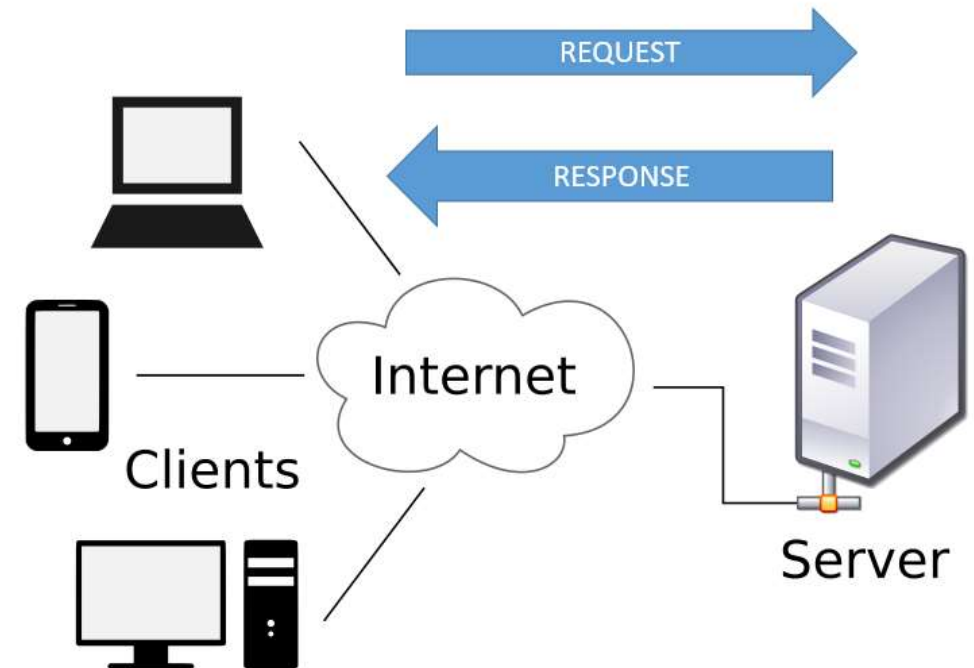 REQUEST
RESPONSE
Internet
Clients
Server